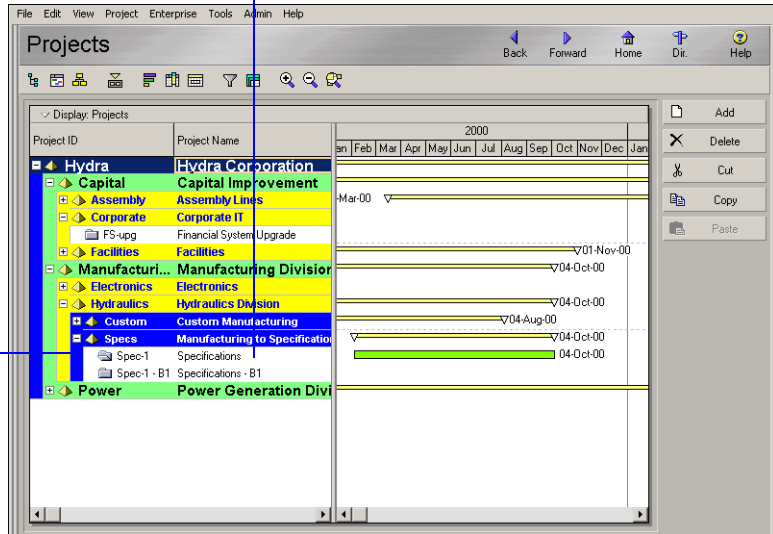 File Edit View Project Enterprise Tools Admin Help
Projects
Back Forward Home Dir. Help
Display: Projects
Project ID Project Name
2000
an Feb Mar Apr May Jun Jul Aug Sep Oct Nov Dec Jan
Hydra Hydra Corporation
Capital Capital Improvement
Assembly Assembly Lines -Mar-00
Corporate Corporate IT
FS-upg Financial System Upgrade
Facilities Facilities 01-Nov-00
Manufacturi... Manufacturing Division 04-Oct-00
Electronics Electronics
Hydraulics Hydraulics Division 04-Oct-00
Custom Custom Manufacturing 04-Aug-00
Specs Manufacturing to Specification 04-Oct-00
Spec-1 Specifications 04-Oct-00
Spec-1 - B1 Specifications - B1
Power Power Generation Divi
Add
Delete
Cut
Copy
Paste